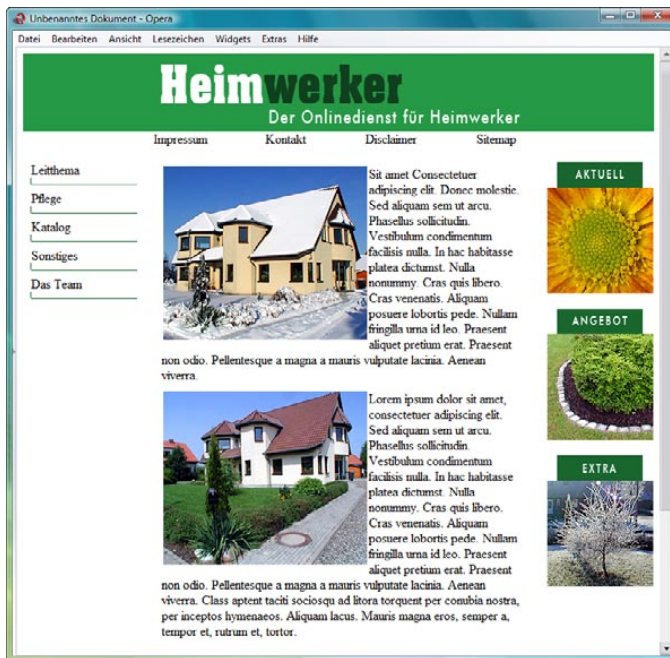 Unbenanntes Dokument - Opera
Datei Bearbeiten Ansicht Lesezeichen Widgets Extras Hilfe
Heimwerker
Der Onlinedienst für Heimwerker
Impressum Kontakt Disclaimer Sitemap
Leitthema
Pflege
Katalog
Sonstiges
Das Team
Sit amet Consectetuer
adipiscing elit. Donec molestie.
Sed aliquam sem ut arcu.
Phasellus sollicitudin.
Vestibulum condimentum
facilisis nulla. In hac habitasse
platea dictumst. Nulla
nonummy. Cras quis libero.
Cras venenatis. Aliquam
posuere lobortis pede. Nullam
fringilla urna id leo. Praesent
aliquet pretium erat. Praesent
non odio. Pellentesque a magna a mauris vulputate lacinia. Aenean
viverra.
Lorem ipsum dolor sit amet,
consectetuer adipiscing elit.
Sed aliquam sem ut arcu.
Phasellus sollicitudin.
Vestibulum condimentum
facilisis nulla. In hac habitasse
platea dictumst. Nulla
nonummy. Cras quis libero.
Cras venenatis. Aliquam
posuere lobortis pede. Nullam
fringilla urna id leo. Praesent
aliquet pretium erat. Praesent
non odio. Pellentesque a magna a mauris vulputate lacinia. Aenean
viverra. Class aptent taciti sociosqu ad litora torquent per conubia nostra,
per inceptos hymenaeos. Aliquam lacus. Mauris magna eros, semper a,
tempor et, rutrum et, tortor.
AKTUELL
ANGEBOT
EXTRA